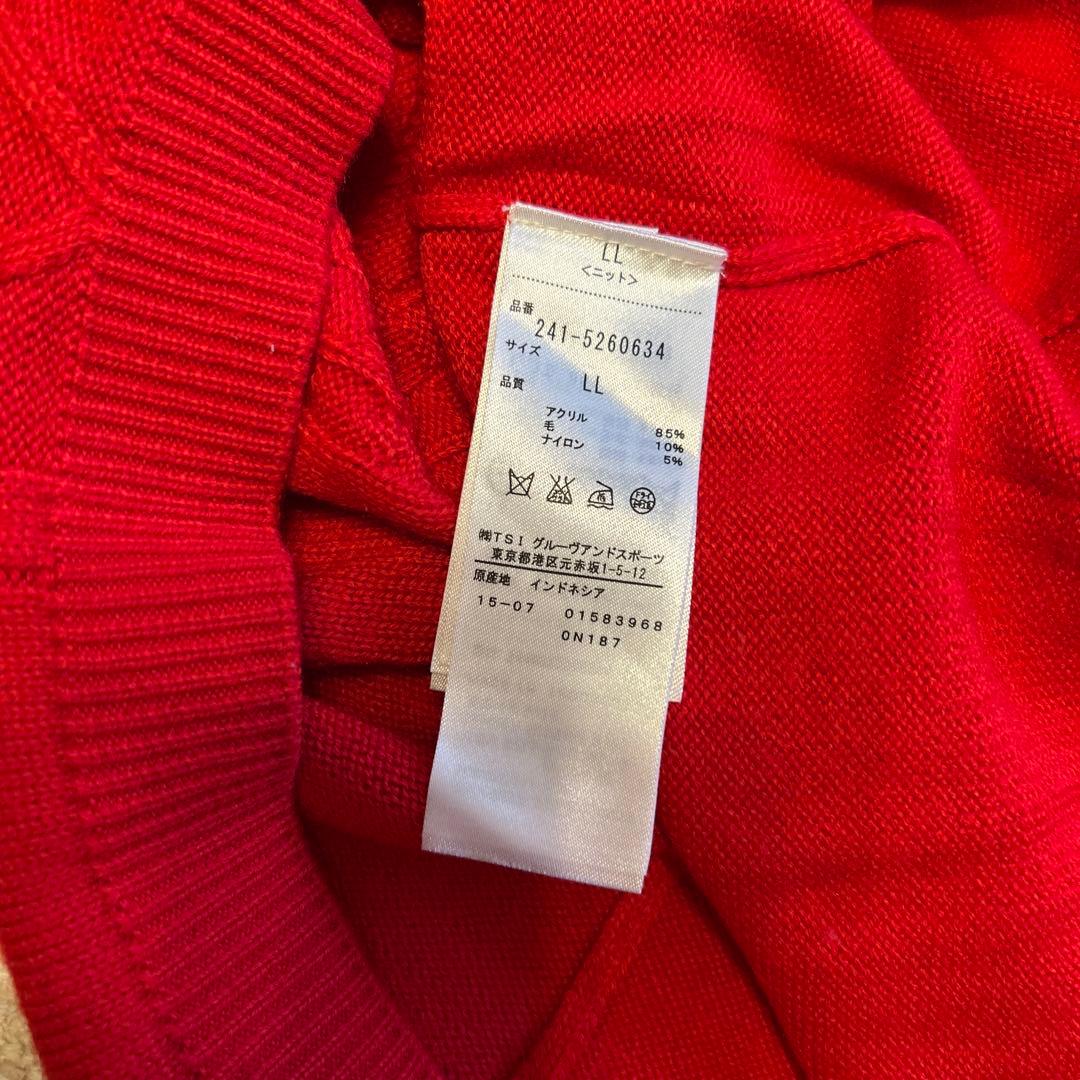 LL
<ニット>
品番
241-5260634
サイズ
LL
品質
アクリル 85%
毛 10%
ナイロン 5%
㈱TSI グルーヴアンドスポーツ
東京都港区元赤坂1-5-12
原産地 インドネシア
15-07 01583968
0N187